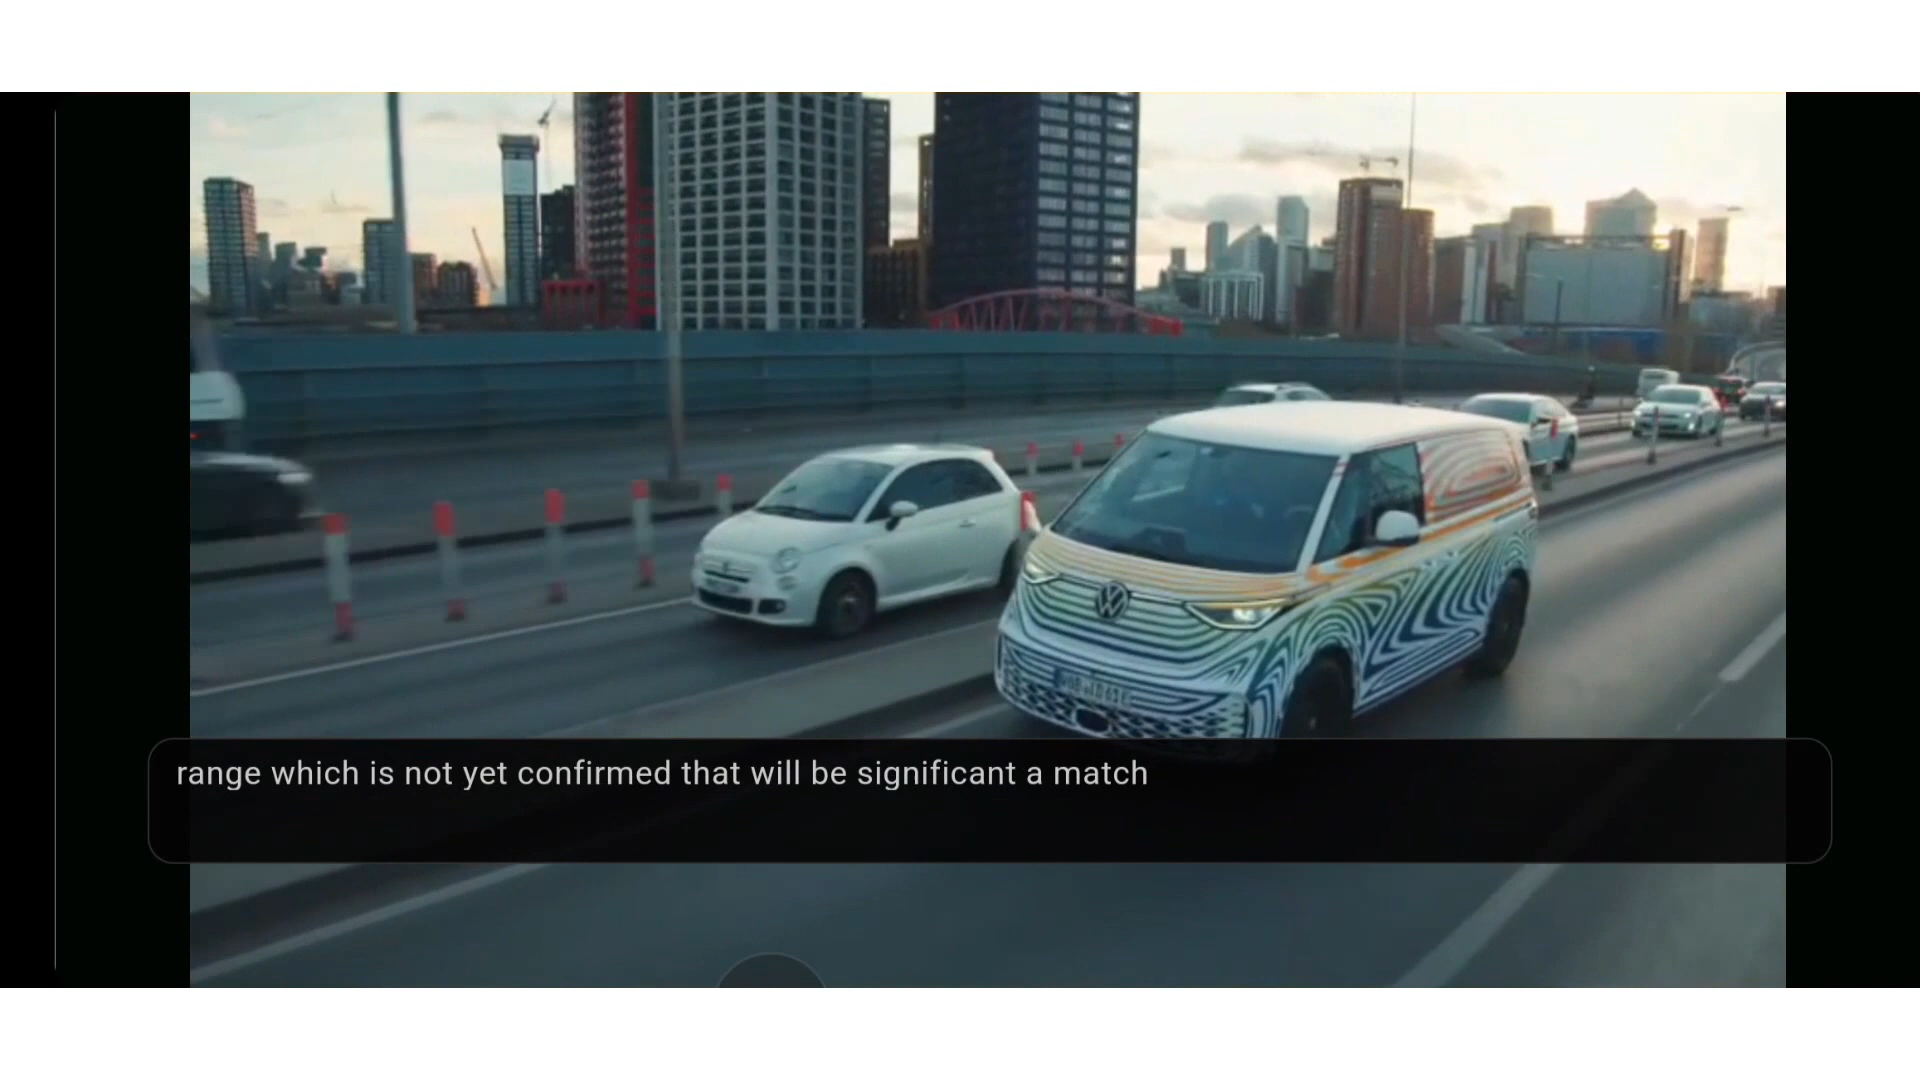 range which is not yet confirmed that will be significant a match